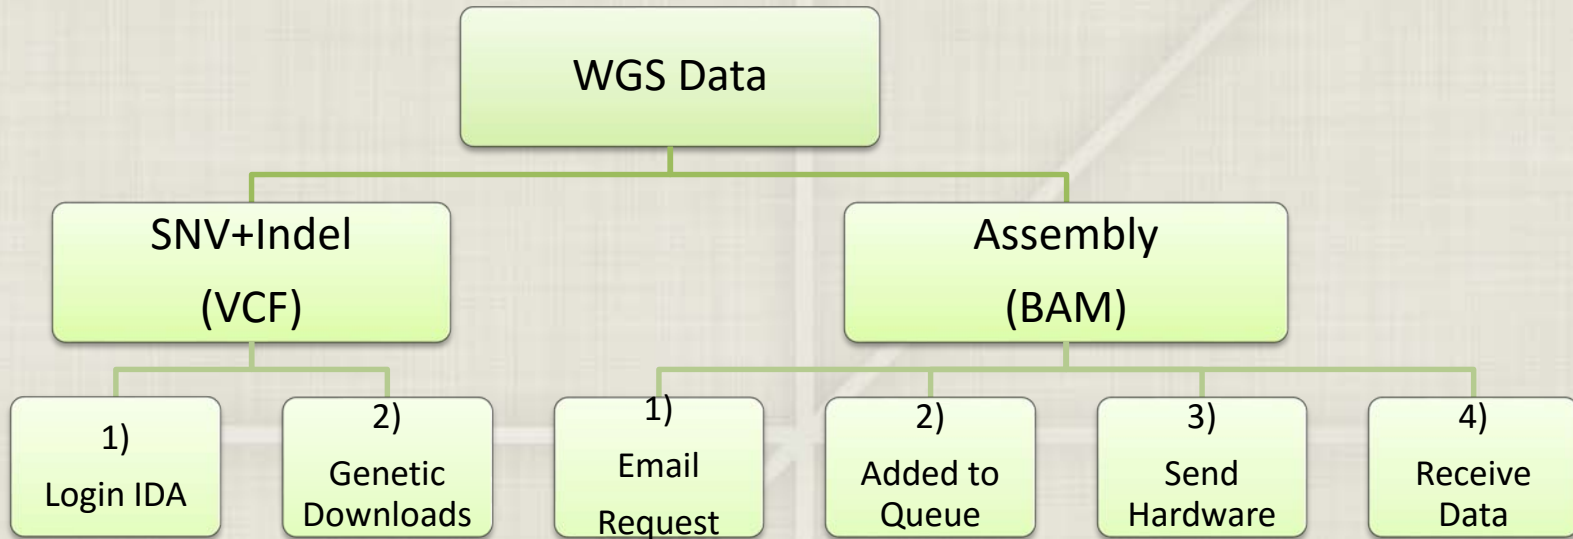 WGS Data
SNV+Indel
(VCF)
Assembly
(BAM)
1)
Login IDA
2)
Genetic
Downloads
1)
Email
Request
2)
Added to
Queue
3)
Send
Hardware
4)
Receive
Data